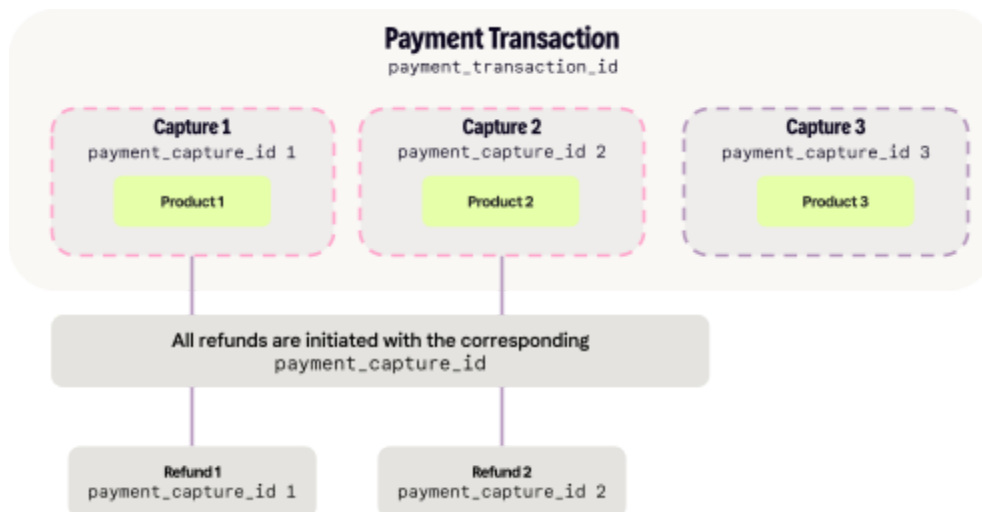 Payment Transaction
payment_transaction_id
Capture 1
payment_capture_id 1
Product 1
Capture 2
payment_capture_id 2
Product 2
Capture 3
payment_capture_id 3
Product 3
All refunds are initiated with the corresponding
payment_capture_id
Refund 1
payment_capture_id 1
Refund 2
payment_capture_id 2